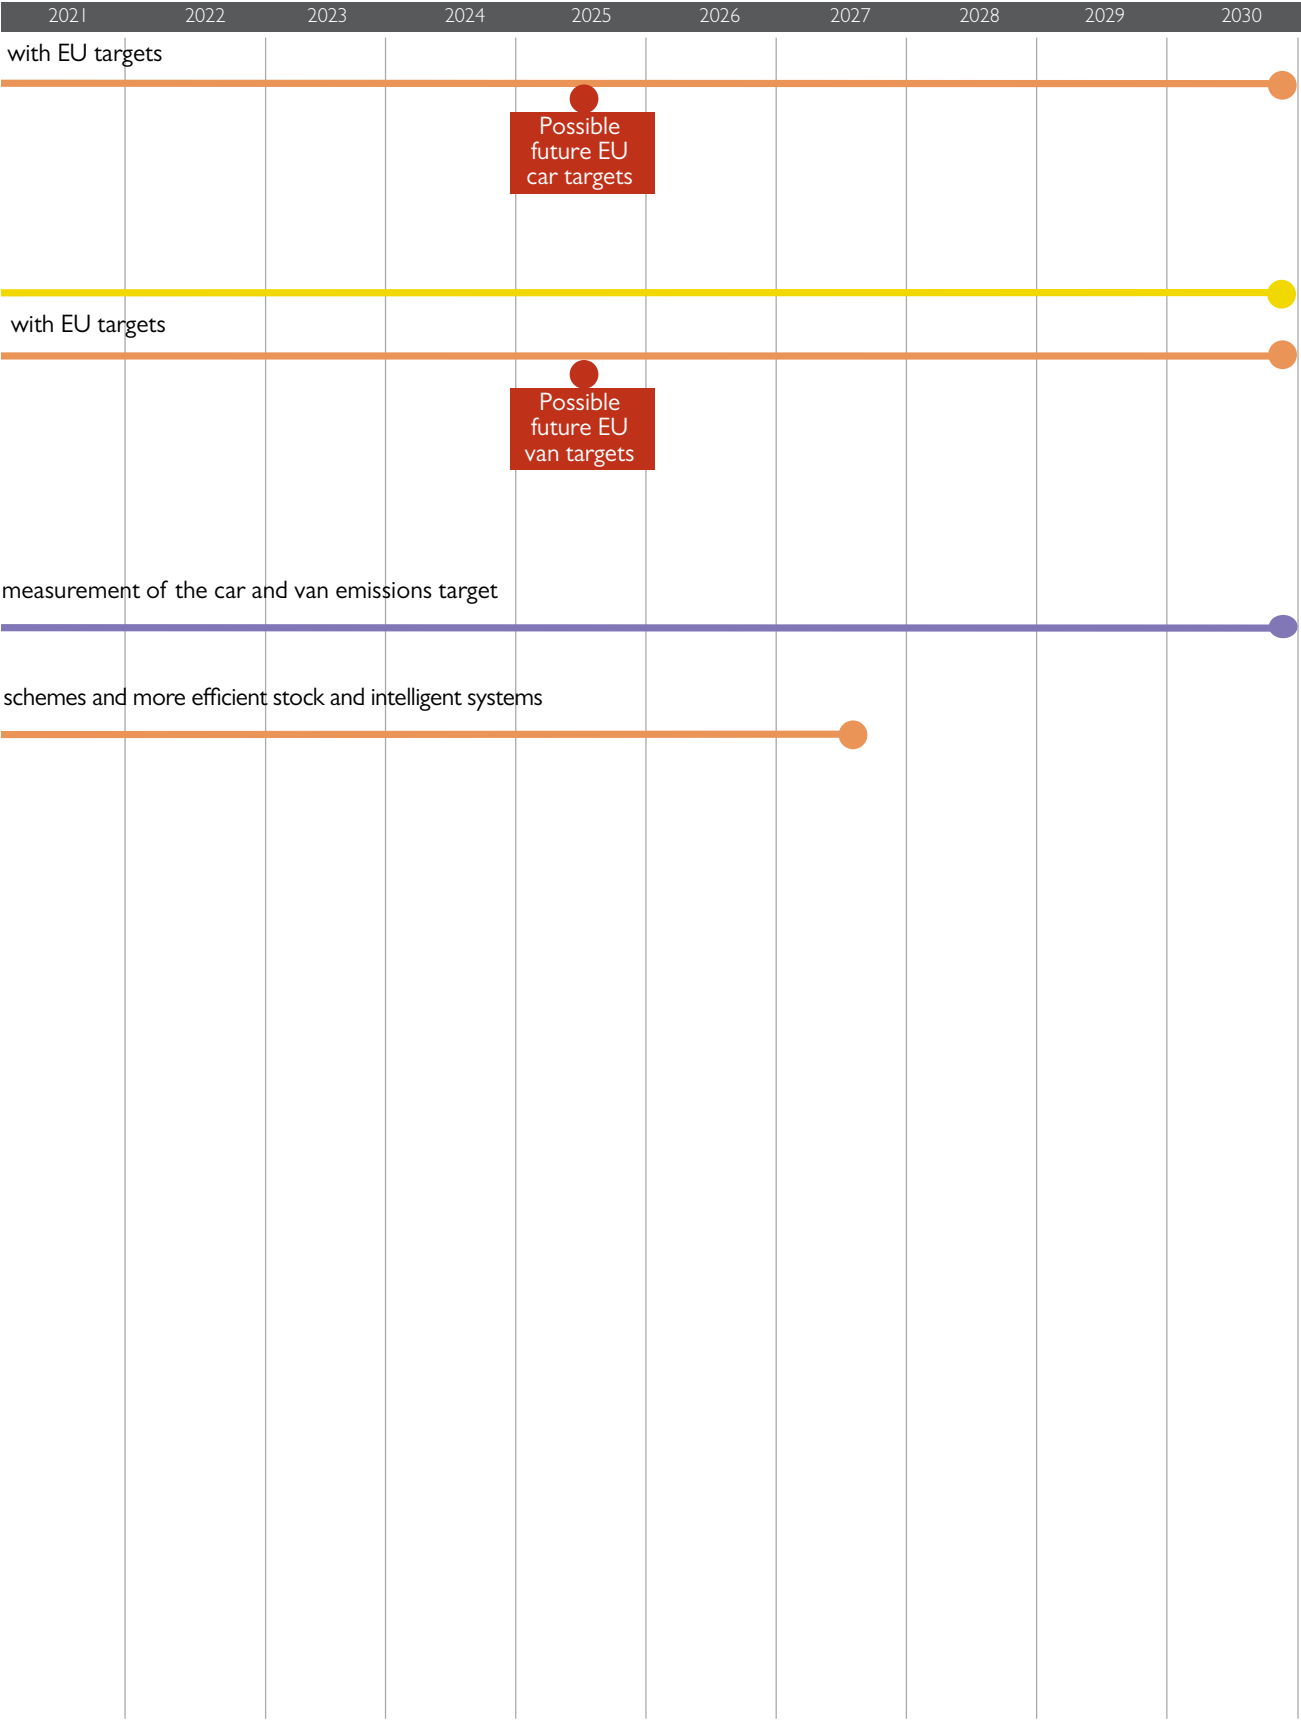 2021 2022 2023 2024 2025 2026 2027 2028 2029 2030
with EU targets
Possible
future EU
car targets
with EU targets
Possible
future EU
van targets
measurement of the car and van emissions target
schemes and more efficient stock and intelligent systems